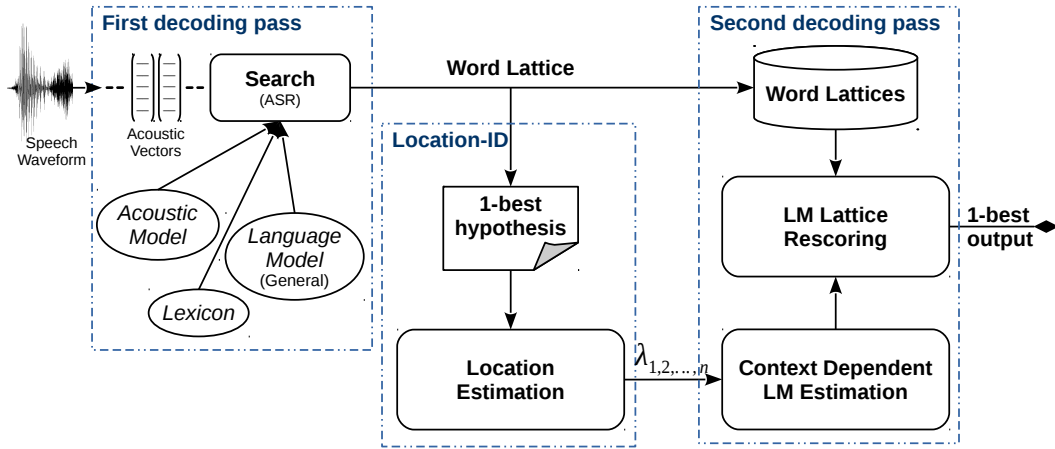 First decoding pass
Speech
Waveform
Acoustic
Vectors
Search
(ASR)
Acoustic
Model
Language
Model
(General)
Lexicon
Word Lattice
Location-ID
1-best
hypothesis
Location
Estimation
λ1,2,...,n
Second decoding pass
Word Lattices
LM Lattice
Rescoring
1-best
output
Context Dependent
LM Estimation